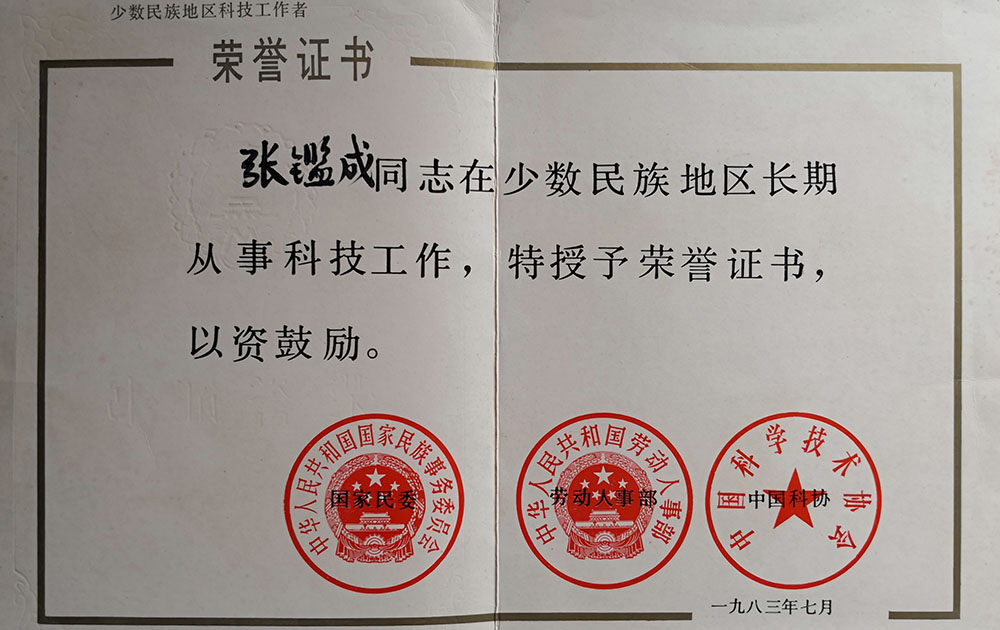 少数民族地区科技工作者
荣誉证书
张鑑成同志在少数民族地区长期
从事科技工作，特授予荣誉证书，
以资鼓励。
中华人民共和国国家民族事务委员会
国家民委
中华人民共和国劳动人事部
劳动人事部
中国科学技术协会
中国科协
一九八三年七月